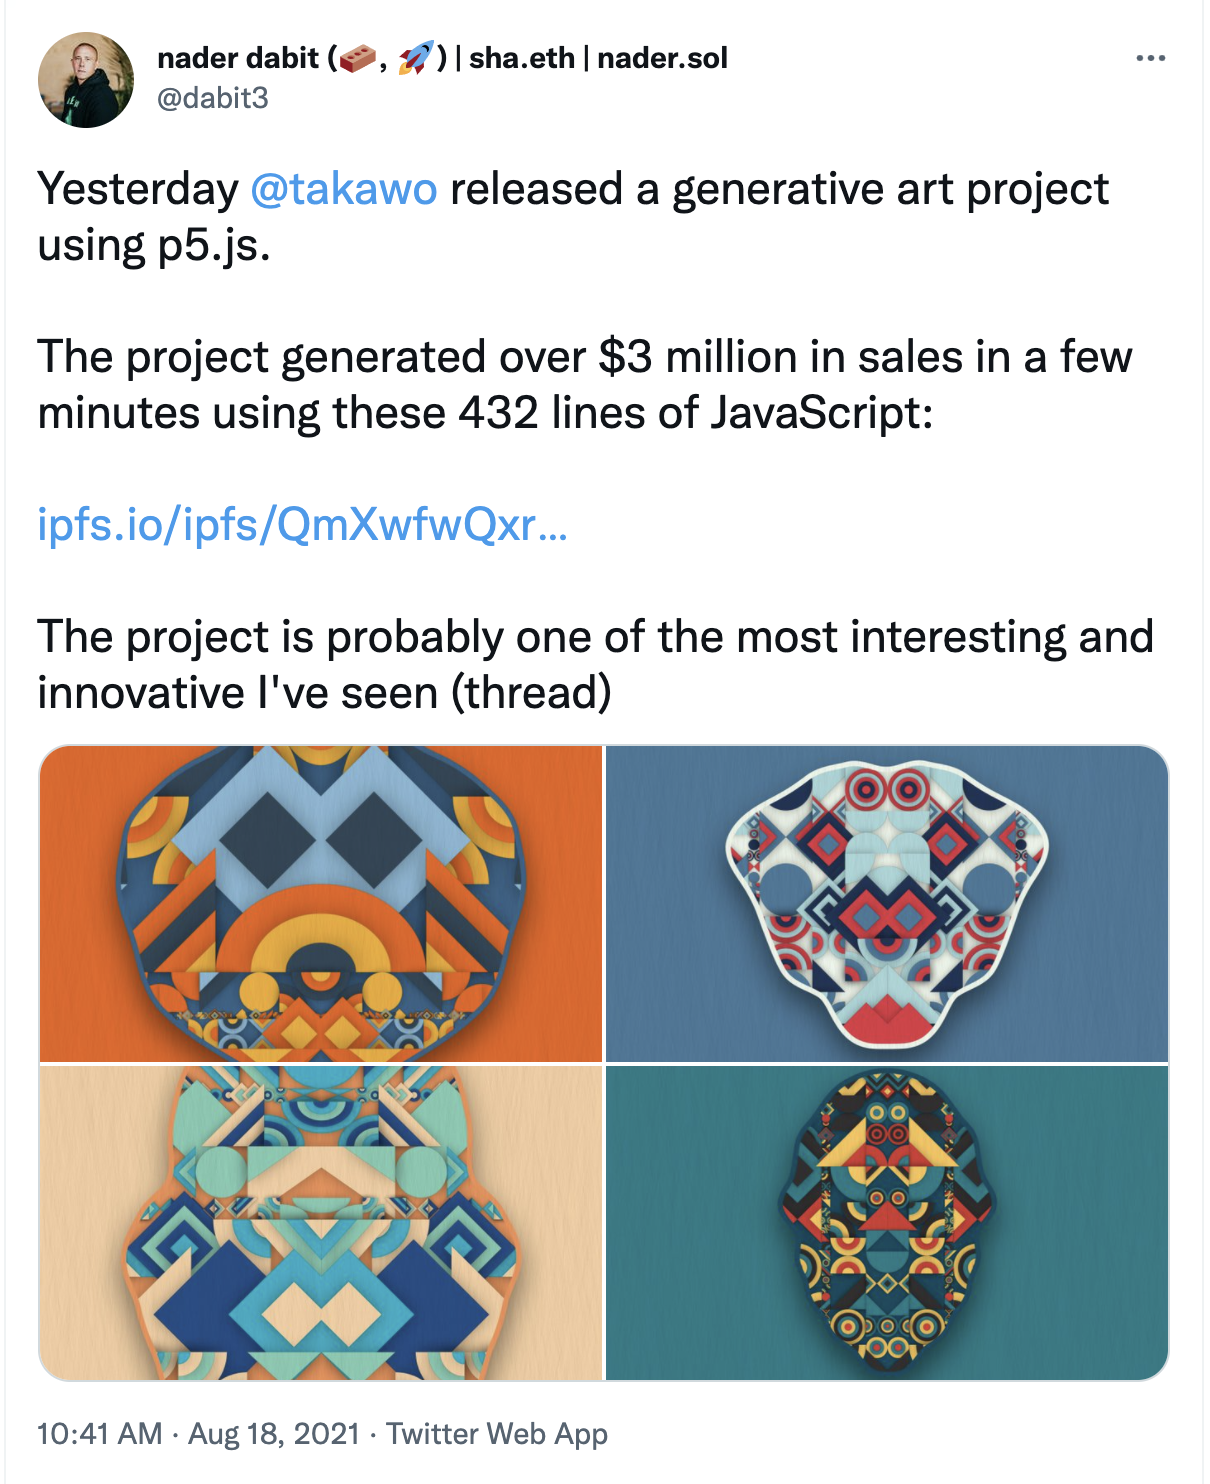 nader dabit (🧱, 🚀) | sha.eth | nader.sol
@dabit3
Yesterday @takawo released a generative art project
using p5.js.
The project generated over $3 million in sales in a few
minutes using these 432 lines of JavaScript:
ipfs.io/ipfs/QmXwfwQxr...
The project is probably one of the most interesting and
innovative I've seen (thread)
10:41 AM · Aug 18, 2021 · Twitter Web App